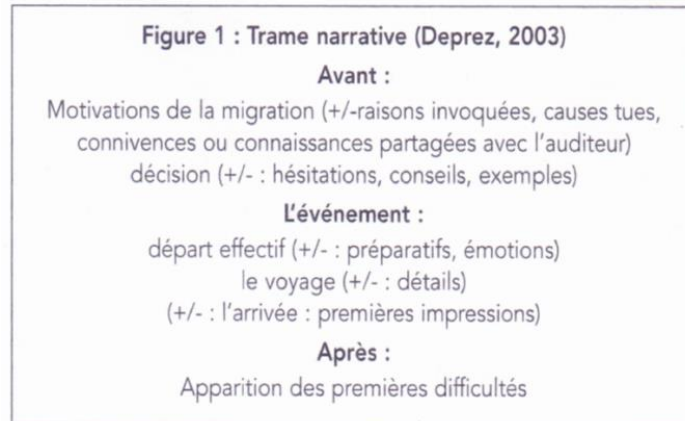 Figure 1 : Trame narrative (Deprez, 2003)
Avant :
Motivations de la migration (+/-raisons invoquées, causes tues,
connivences ou connaissances partagées avec l'auditeur)
décision (+/- : hésitations, conseils, exemples)
L'événement :
départ effectif (+/- : préparatifs, émotions)
le voyage (+/- : détails)
(+/- : l'arrivée : premières impressions)
Après :
Apparition des premières difficultés